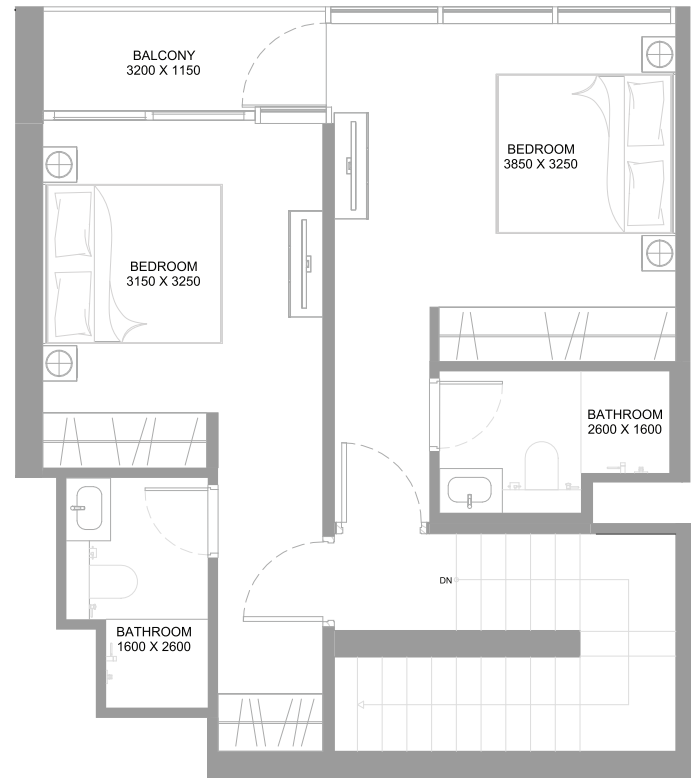 BALCONY
3200 X 1150
BEDROOM
3850 X 3250
BEDROOM
3150 X 3250
BATHROOM
2600 X 1600
DN
BATHROOM
1600 X 2600